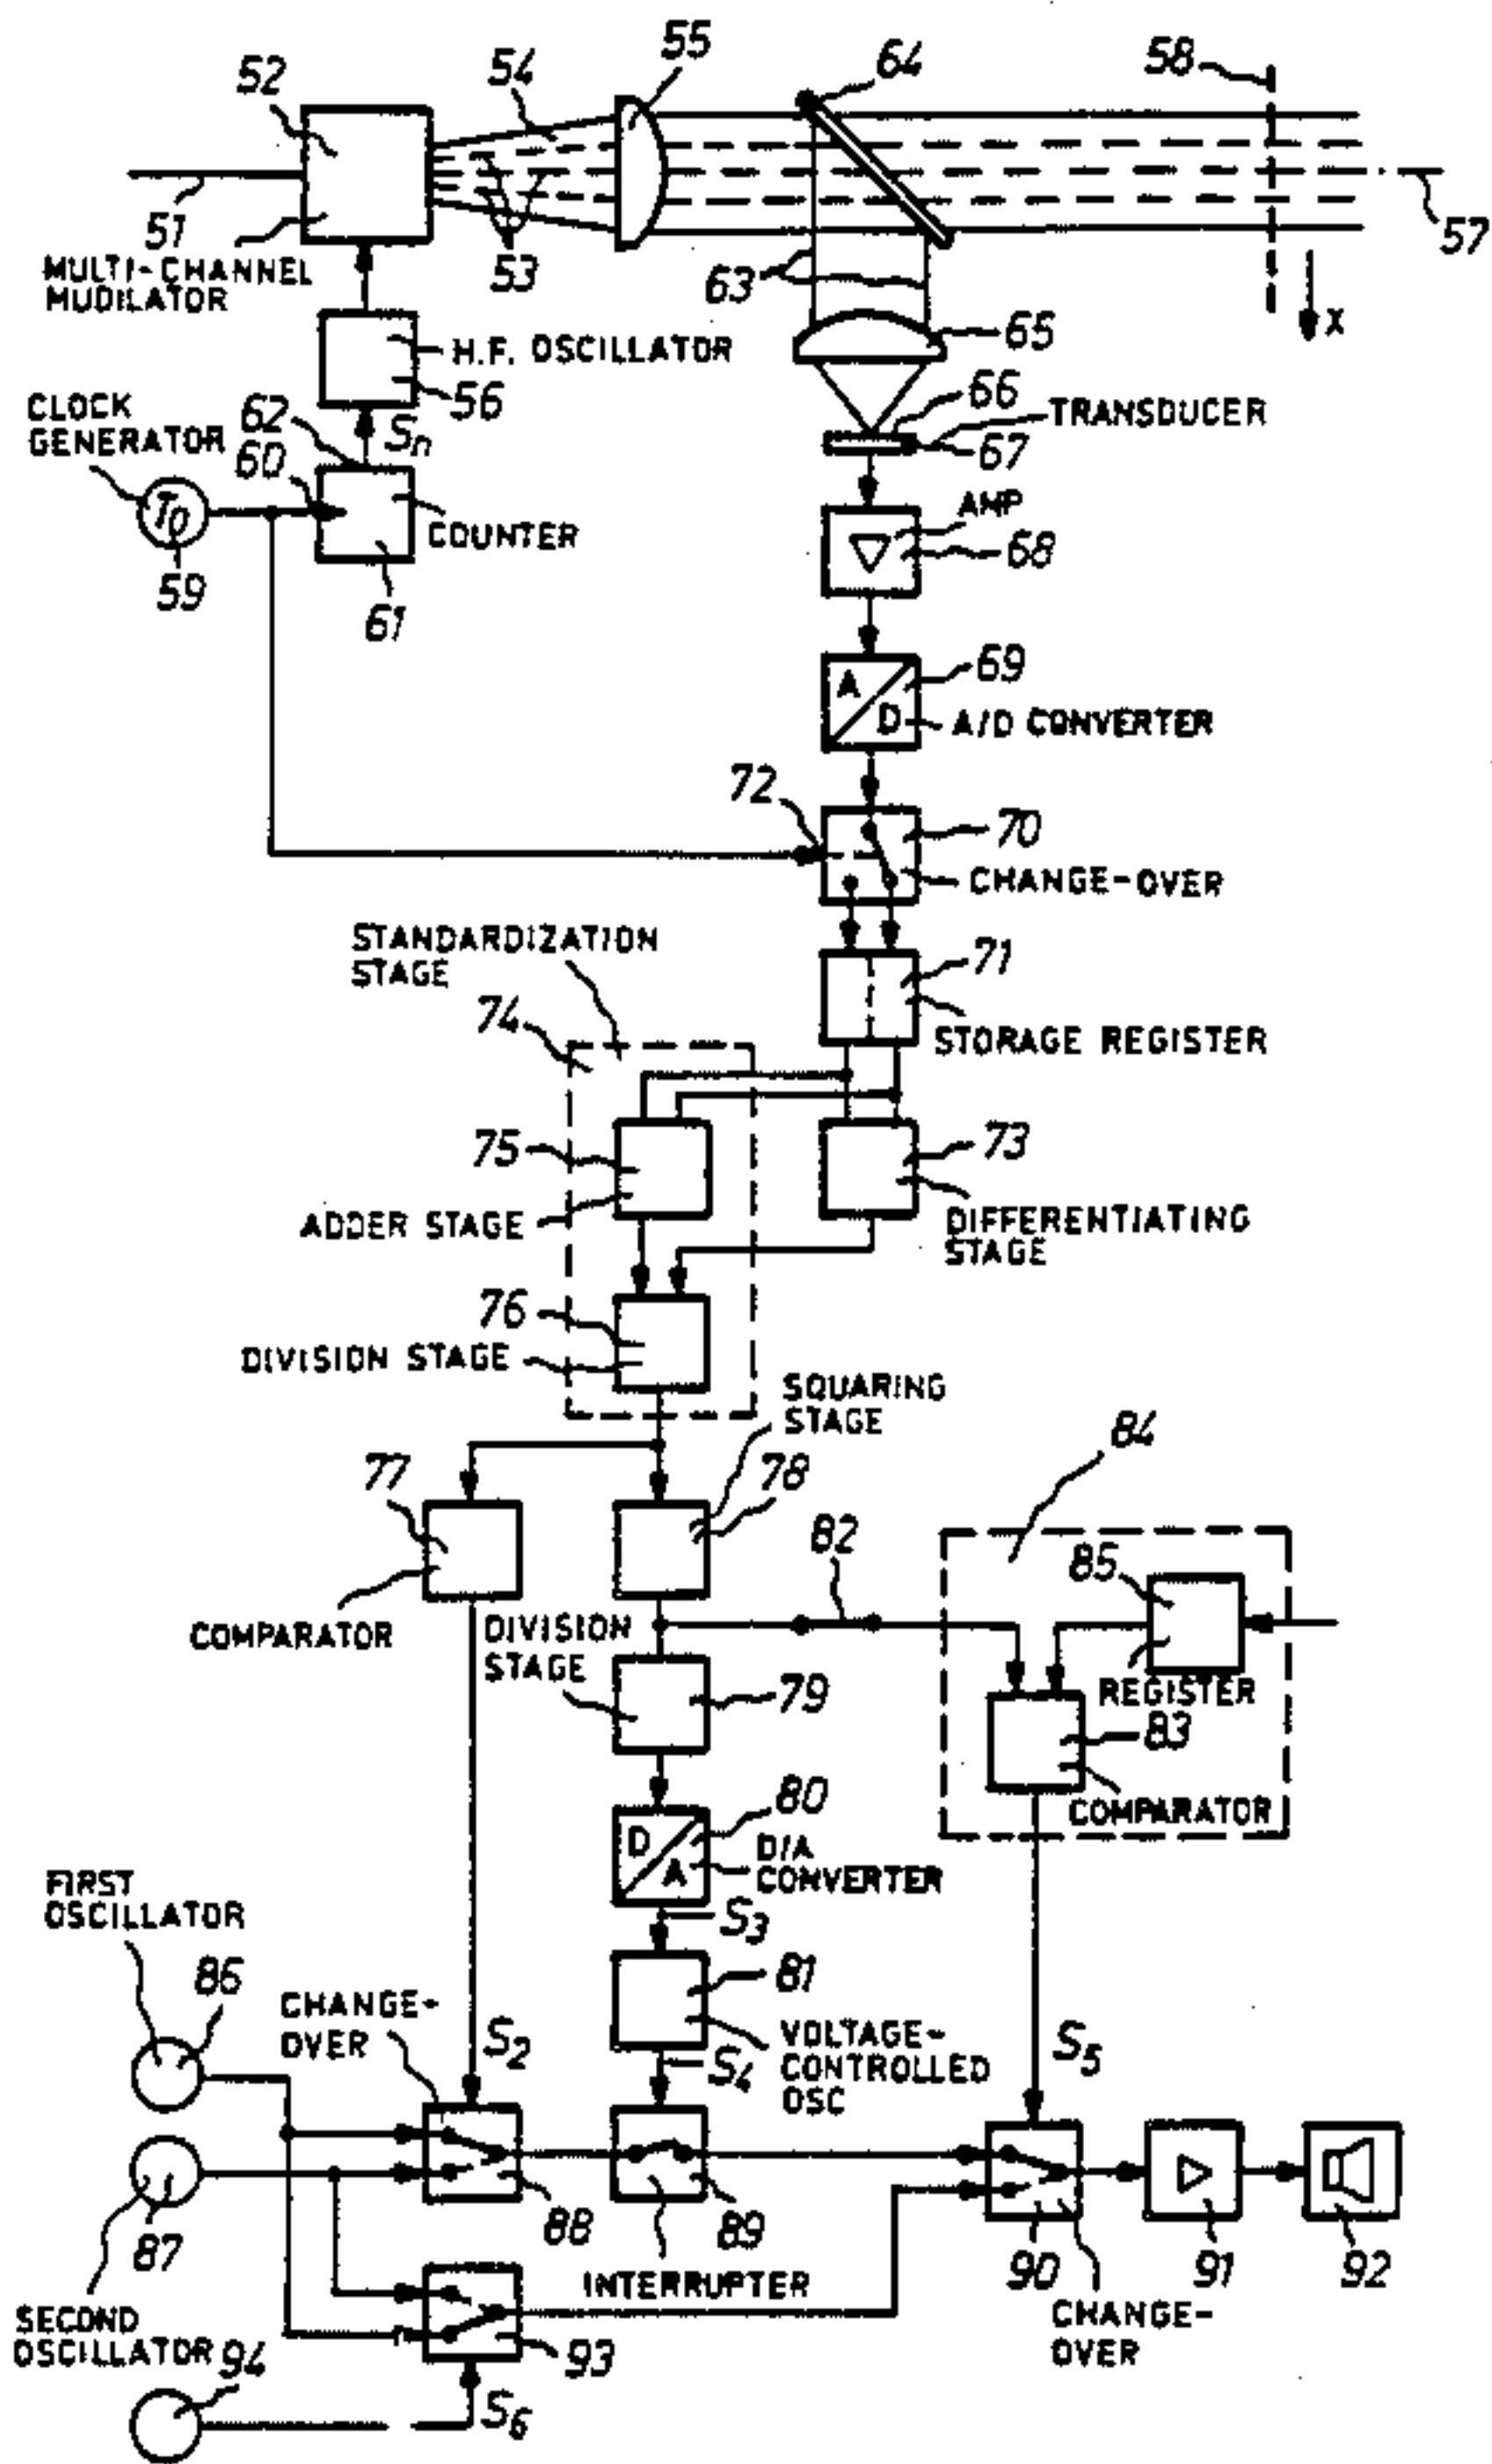 52
54
55
64
58
51
MULTI-CHANNEL
MUDILATOR
53
63
57
X
H.F. OSCILLATOR
56
65
CLOCK
GENERATOR
62
60
Sn
66
TRANSDUCER
67
T0
COUNTER
AMP
68
59
61
A
D
69
A/D CONVERTER
72
70
CHANGE-OVER
STANDARDIZATION
STAGE
71
74
STORAGE REGISTER
75
73
ADDER STAGE
DIFFERENTIATING
STAGE
76
DIVISION STAGE
SQUARING
STAGE
77
78
84
82
85
COMPARATOR
DIVISION
STAGE
79
REGISTER
83
COMPARATOR
D
A
80
D/A
CONVERTER
FIRST
OSCILLATOR
S3
86
81
CHANGE-
OVER
S2
VOLTAGE-
CONTROLLED
OSC
S4
S5
87
88
89
90
91
92
INTERRUPTER
CHANGE-
OVER
SECOND
OSCILLATOR
94
93
S6